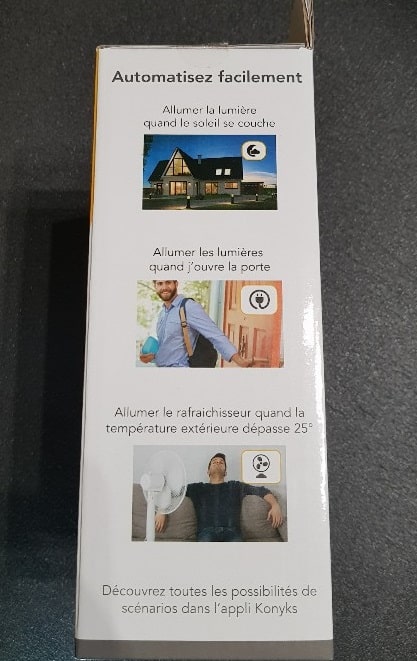 Automatisez facilement
Allumer la lumière
quand le soleil se couche
Allumer les lumières
quand j'ouvre la porte
Allumer le rafraichisseur quand la
température extérieure dépasse 25°
Découvrez toutes les possibilités de
scénarios dans l'appli Konyks